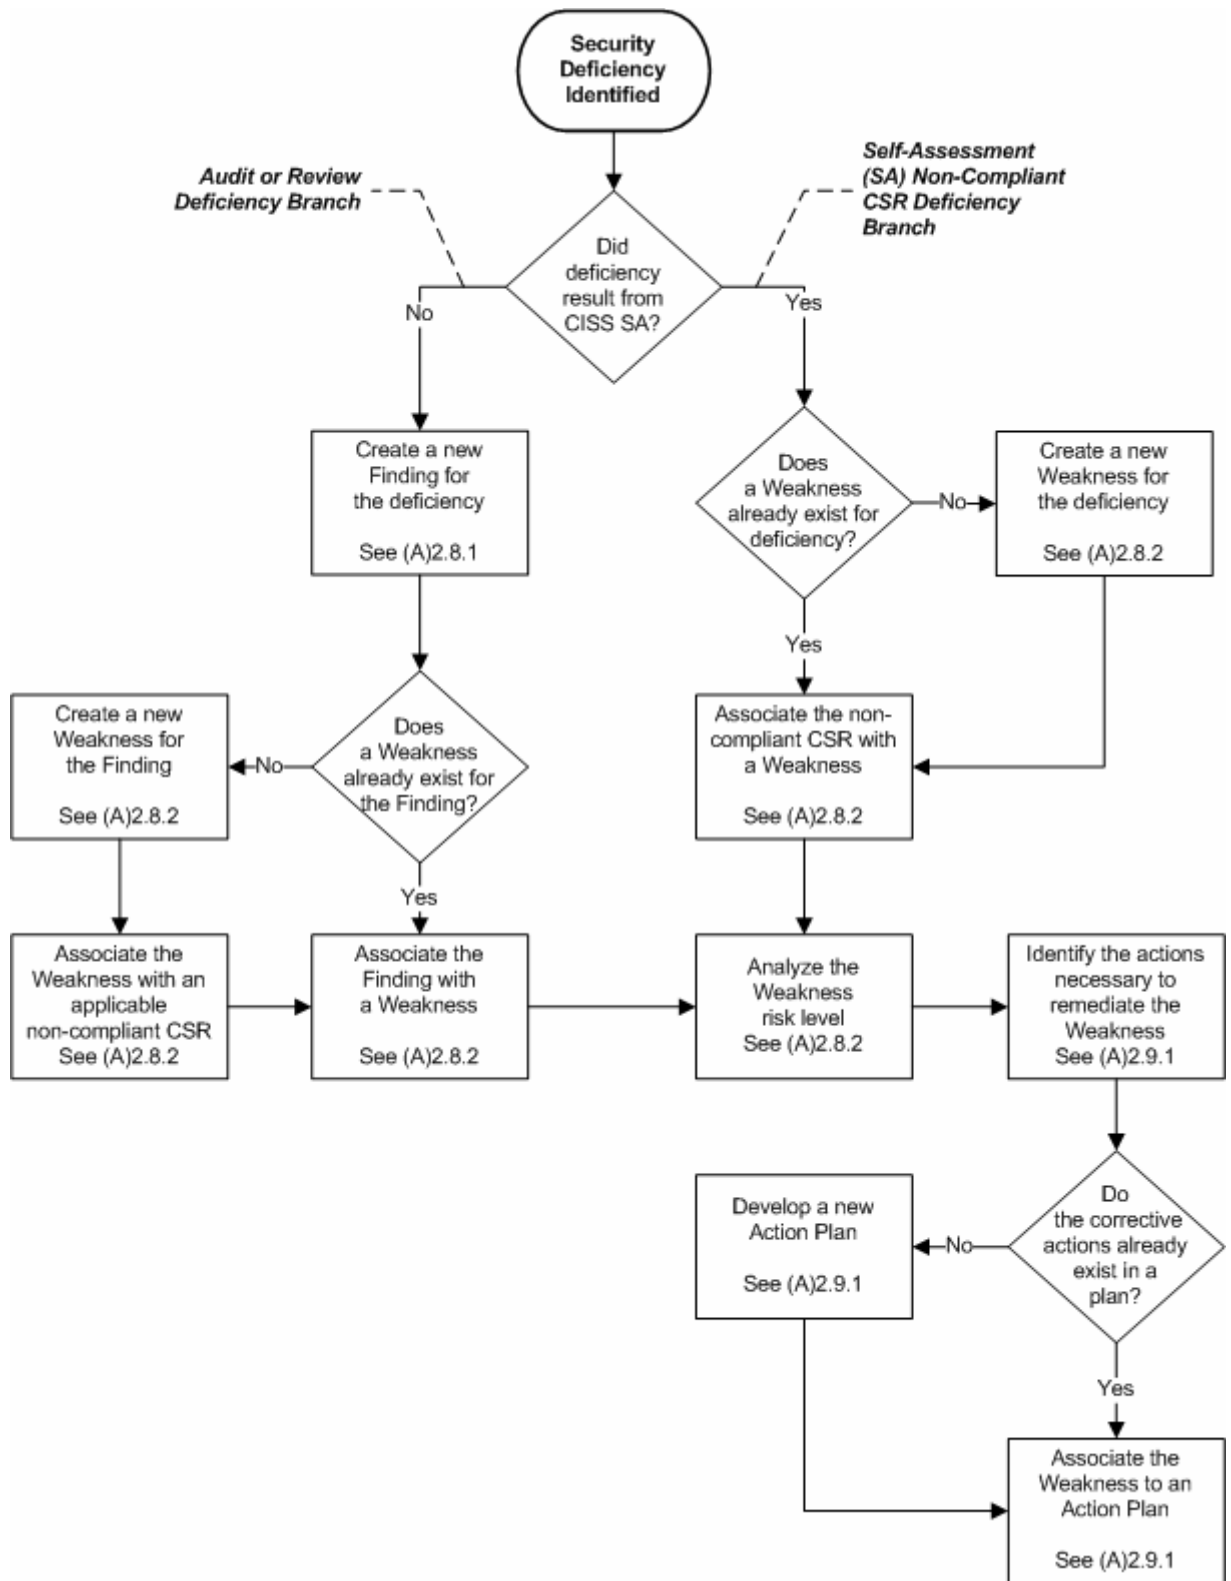 Security
Deficiency
Identified
Audit or Review
Deficiency Branch
Self-Assessment
(SA) Non-Compliant
CSR Deficiency
Branch
Did
deficiency
result from
CISS SA?
No
Yes
Create a new
Finding for
the deficiency
See (A)2.8.1
Does
a Weakness
already exist for
deficiency?
No
Create a new
Weakness for
the deficiency
See (A)2.8.2
Yes
Create a new
Weakness for
the Finding
See (A)2.8.2
No
Does
a Weakness
already exist for
the Finding?
Associate the non-
compliant CSR with
a Weakness
See (A)2.8.2
Yes
Associate the
Weakness with an
applicable
non-compliant CSR
See (A)2.8.2
Associate the
Finding with
a Weakness
See (A)2.8.2
Analyze the
Weakness
risk level
See (A)2.8.2
Identify the actions
necessary to
remediate the
Weakness
See (A)2.9.1
Develop a new
Action Plan
See (A)2.9.1
No
Do
the corrective
actions already
exist in a
plan?
Yes
Associate the
Weakness to an
Action Plan
See (A)2.9.1